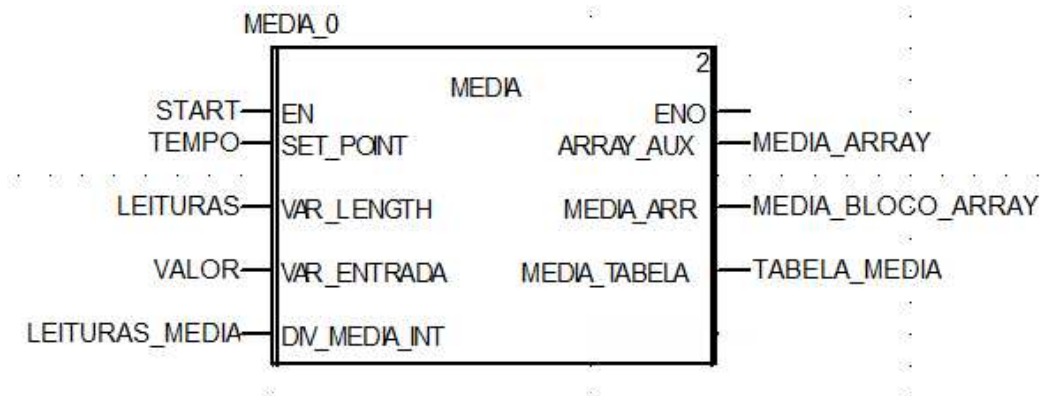 MEDIA_0
2
MEDIA
START EN ENO
TEMPO SET_POINT ARRAY_AUX MEDIA_ARRAY
LEITURAS VAR_LENGTH MEDIA_ARR MEDIA_BLOCO_ARRAY
VALOR VAR_ENTRADA MEDIA_TABELA TABELA_MEDIA
LEITURAS_MEDIA DIV_MEDIA_INT